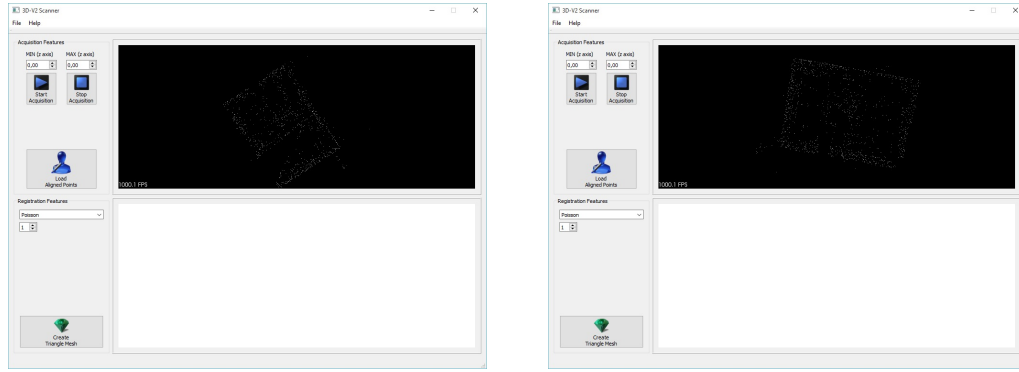 3D-V2 Scanner
File Help
Acquisition Features
MIN (z axis) MAX (z axis)
0,00 0,00
Start
Acquisition
Stop
Acquisition
Load
Aligned Points
1000.1 FPS
Registration Features
Poisson
1
Create
Triangle Mesh
3D-V2 Scanner
File Help
Acquisition Features
MIN (z axis) MAX (z axis)
0,00 0,00
Start
Acquisition
Stop
Acquisition
Load
Aligned Points
1000.1 FPS
Registration Features
Poisson
1
Create
Triangle Mesh